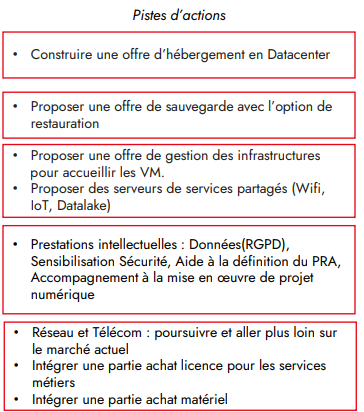 Pistes d'actions
• Construire une offre d'hébergement en Datacenter
• Proposer une offre de sauvegarde avec l'option de
restauration
• Proposer une offre de gestion des infrastructures
pour accueillir les VM.
• Proposer des serveurs de services partagés (Wifi,
IoT, Datalake)
• Prestations intellectuelles : Données(RGPD),
Sensibilisation Sécurité, Aide à la définition du PRA,
Accompagnement à la mise en œuvre de projet
numérique
• Réseau et Télécom : poursuivre et aller plus loin sur
le marché actuel
• Intégrer une partie achat licence pour les services
métiers
• Intégrer une partie achat matériel